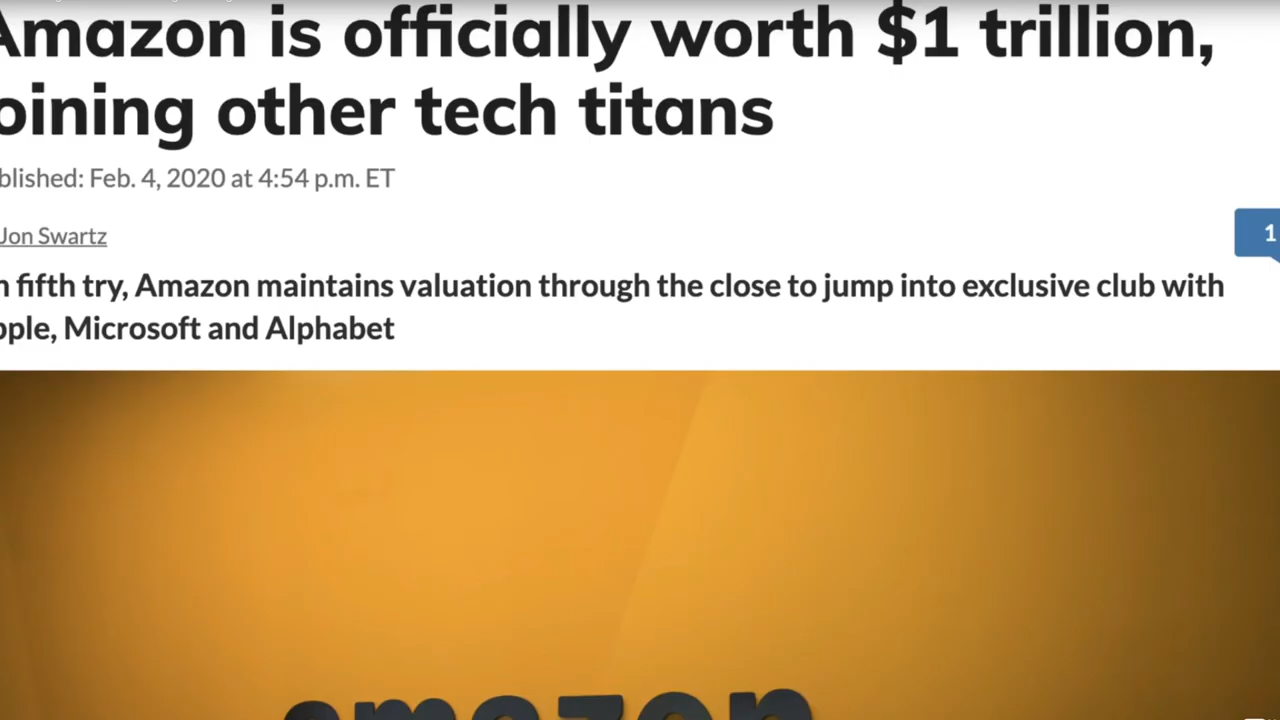 Amazon is officially worth $1 trillion,
oining other tech titans
blished: Feb. 4, 2020 at 4:54 p.m. ET
Jon Swartz
1
n fifth try, Amazon maintains valuation through the close to jump into exclusive club with
pple, Microsoft and Alphabet
amazon